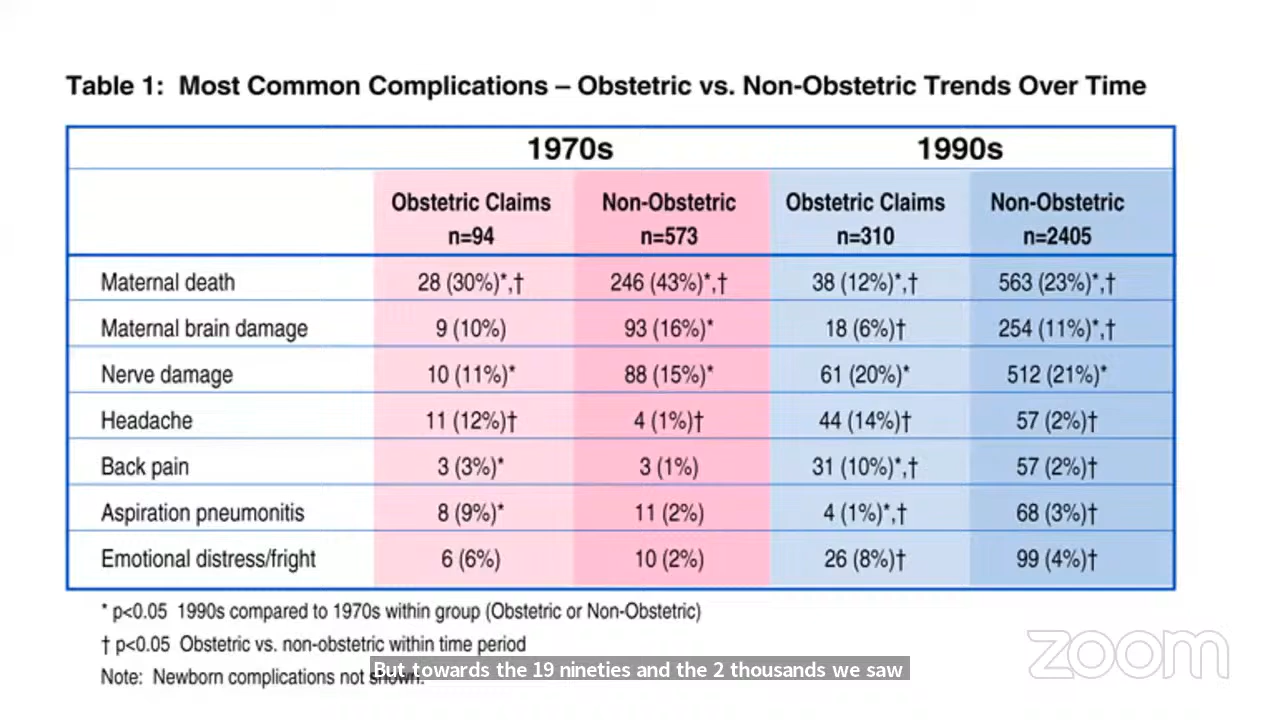 Table 1: Most Common Complications – Obstetric vs. Non-Obstetric Trends Over Time
1970s 1990s
Obstetric Claims Non-Obstetric Obstetric Claims Non-Obstetric
n=94 n=573 n=310 n=2405
Maternal death 28 (30%)*,† 246 (43%)*,† 38 (12%)*,† 563 (23%)*,†
Maternal brain damage 9 (10%) 93 (16%)* 18 (6%)† 254 (11%)*,†
Nerve damage 10 (11%)* 88 (15%)* 61 (20%)* 512 (21%)*
Headache 11 (12%)† 4 (1%)† 44 (14%)† 57 (2%)†
Back pain 3 (3%)* 3 (1%) 31 (10%)*,† 57 (2%)†
Aspiration pneumonitis 8 (9%)* 11 (2%) 4 (1%)*,† 68 (3%)†
Emotional distress/fright 6 (6%) 10 (2%) 26 (8%)† 99 (4%)†
* p<0.05 1990s compared to 1970s within group (Obstetric or Non-Obstetric)
† p<0.05 Obstetric vs. non-obstetric within time period
Note: Newborn complications not shown.
But towards the 19 nineties and the 2 thousands we saw
zoom